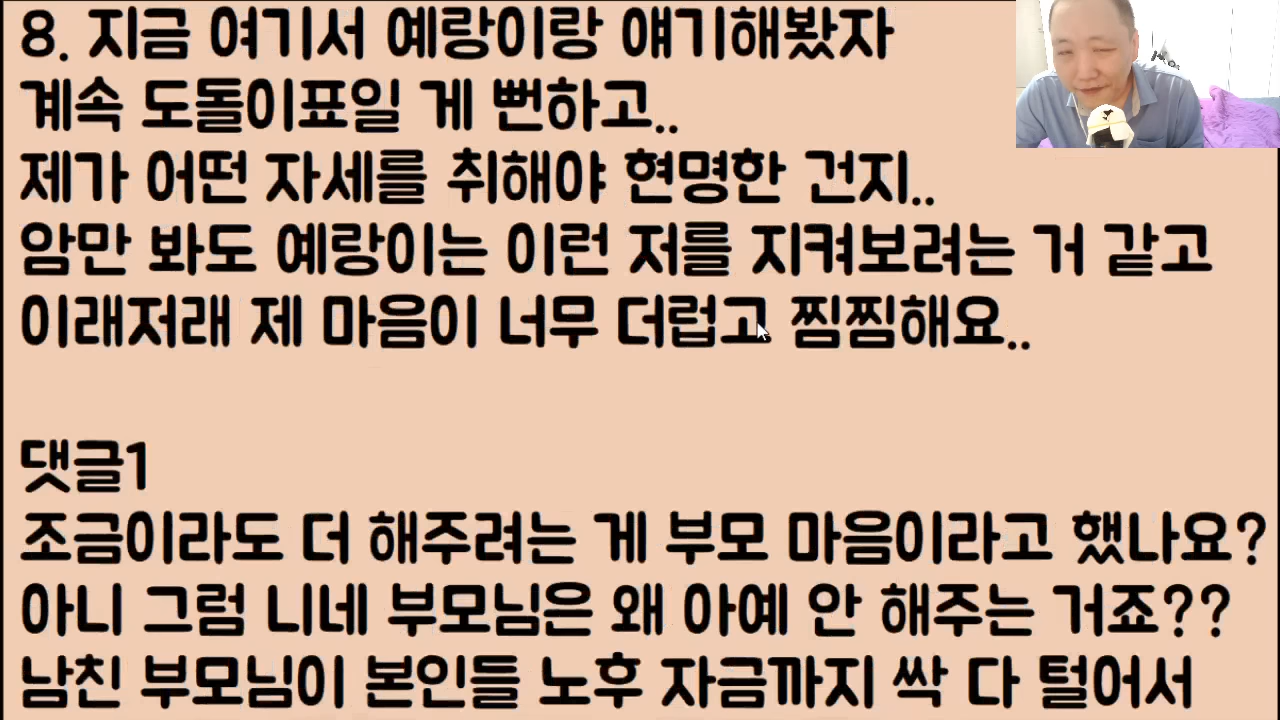 8. 지금 여기서 예랑이랑 얘기해봤자
계속 도돌이표일 게 뻔하고..
제가 어떤 자세를 취해야 현명한 건지..
암만 봐도 예랑이는 이런 저를 지켜보려는 거 같고
이래저래 제 마음이 너무 더럽고 찜찜해요..
댓글1
조금이라도 더 해주려는 게 부모 마음이라고 했나요?
아니 그럼 니네 부모님은 왜 아예 안 해주는 거죠??
남친 부모님이 본인들 노후 자금까지 싹 다 털어서